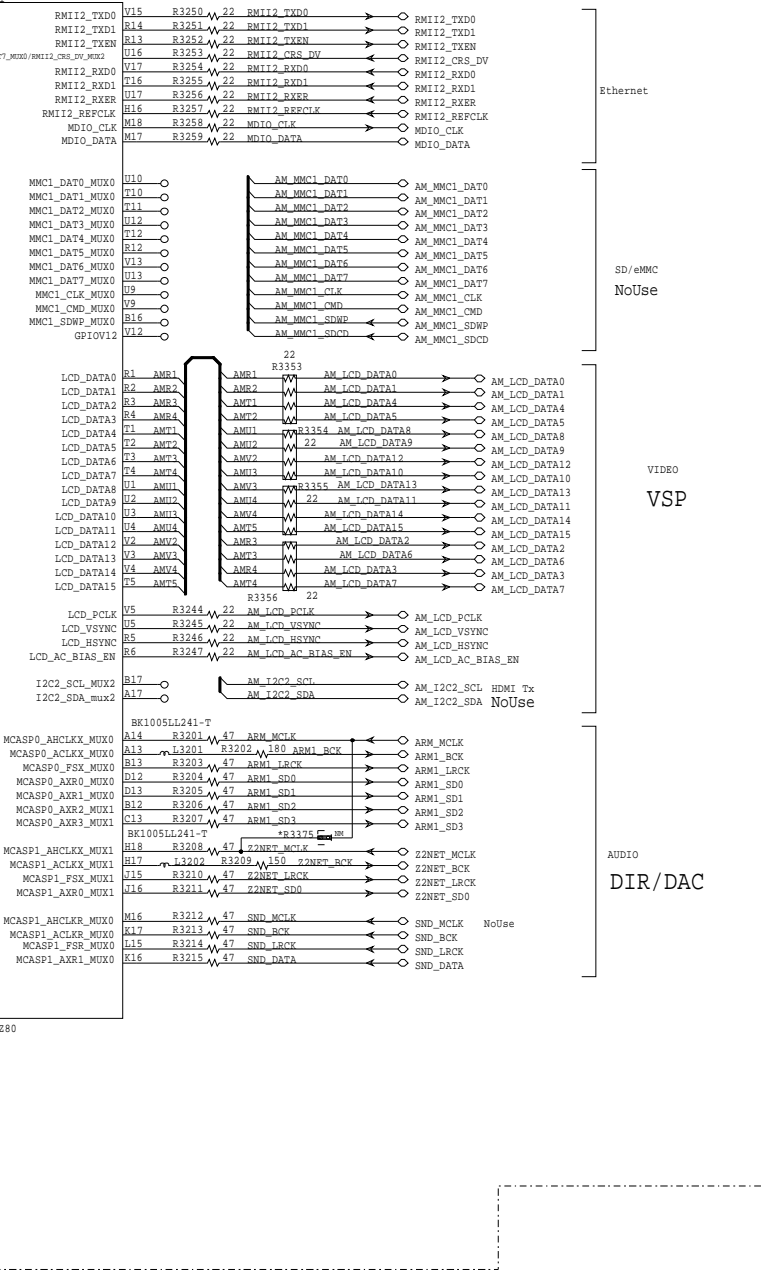 RMII2_TXD0 V15 R3250 22 RMII2_TXD0 RMII2_TXD0
RMII2_TXD1 R14 R3251 22 RMII2_TXD1 RMII2_TXD1
RMII2_TXEN R13 R3252 22 RMII2_TXEN RMII2_TXEN
T7_MUX0/RMII2_CRS_DV_MUX2 U16 R3253 22 RMII2_CRS_DV RMII2_CRS_DV
RMII2_RXD0 V17 R3254 22 RMII2_RXD0 RMII2_RXD0
RMII2_RXD1 T16 R3255 22 RMII2_RXD1 RMII2_RXD1
RMII2_RXER U17 R3256 22 RMII2_RXER RMII2_RXER
RMII2_REFCLK H16 R3257 22 RMII2_REFCLK RMII2_REFCLK
MDIO_CLK M18 R3258 22 MDIO_CLK MDIO_CLK
MDIO_DATA M17 R3259 22 MDIO_DATA MDIO_DATA
Ethernet
MMC1_DAT0_MUX0 U10 AM_MMC1_DAT0 AM_MMC1_DAT0
MMC1_DAT1_MUX0 T10 AM_MMC1_DAT1 AM_MMC1_DAT1
MMC1_DAT2_MUX0 T11 AM_MMC1_DAT2 AM_MMC1_DAT2
MMC1_DAT3_MUX0 U12 AM_MMC1_DAT3 AM_MMC1_DAT3
MMC1_DAT4_MUX0 T12 AM_MMC1_DAT4 AM_MMC1_DAT4
MMC1_DAT5_MUX0 R12 AM_MMC1_DAT5 AM_MMC1_DAT5
MMC1_DAT6_MUX0 V13 AM_MMC1_DAT6 AM_MMC1_DAT6
MMC1_DAT7_MUX0 U13 AM_MMC1_DAT7 AM_MMC1_DAT7
MMC1_CLK_MUX0 U9 AM_MMC1_CLK AM_MMC1_CLK
MMC1_CMD_MUX0 V9 AM_MMC1_CMD AM_MMC1_CMD
MMC1_SDWP_MUX0 B16 AM_MMC1_SDWP AM_MMC1_SDWP
GPIOV12 V12 AM_MMC1_SDCD AM_MMC1_SDCD
SD/eMMC
NoUse
22
R3353
LCD_DATA0 R1 AMR1 AMR1 AM_LCD_DATA0 AM_LCD_DATA0
LCD_DATA1 R2 AMR2 AMR2 AM_LCD_DATA1 AM_LCD_DATA1
LCD_DATA2 R3 AMR3 AMT1 AM_LCD_DATA4 AM_LCD_DATA4
LCD_DATA3 R4 AMR4 AMT2 AM_LCD_DATA5 AM_LCD_DATA5
LCD_DATA4 T1 AMT1 AMU1 R3354 AM_LCD_DATA8 AM_LCD_DATA8
LCD_DATA5 T2 AMT2 AMU2 22 AM_LCD_DATA9 AM_LCD_DATA9
LCD_DATA6 T3 AMT3 AMV2 AM_LCD_DATA12 AM_LCD_DATA12
LCD_DATA7 T4 AMT4 AMU3 AM_LCD_DATA10 AM_LCD_DATA10
LCD_DATA8 U1 AMU1 AMV3 R3355 AM_LCD_DATA13 AM_LCD_DATA13
LCD_DATA9 U2 AMU2 AMU4 22 AM_LCD_DATA11 AM_LCD_DATA11
LCD_DATA10 U3 AMU3 AMV4 AM_LCD_DATA14 AM_LCD_DATA14
LCD_DATA11 U4 AMU4 AMT5 AM_LCD_DATA15 AM_LCD_DATA15
LCD_DATA12 V2 AMV2 AMR3 AM_LCD_DATA2 AM_LCD_DATA2
LCD_DATA13 V3 AMV3 AMT3 AM_LCD_DATA6 AM_LCD_DATA6
LCD_DATA14 V4 AMV4 AMR4 AM_LCD_DATA3 AM_LCD_DATA3
LCD_DATA15 T5 AMT5 AMT4 AM_LCD_DATA7 AM_LCD_DATA7
R3356 22
VIDEO
VSP
LCD_PCLK V5 R3244 22 AM_LCD_PCLK AM_LCD_PCLK
LCD_VSYNC U5 R3245 22 AM_LCD_VSYNC AM_LCD_VSYNC
LCD_HSYNC R5 R3246 22 AM_LCD_HSYNC AM_LCD_HSYNC
LCD_AC_BIAS_EN R6 R3247 22 AM_LCD_AC_BIAS_EN AM_LCD_AC_BIAS_EN
I2C2_SCL_MUX2 B17 AM_I2C2_SCL AM_I2C2_SCL HDMI Tx
I2C2_SDA_mux2 A17 AM_I2C2_SDA AM_I2C2_SDA NoUse
BK1005LL241-T
MCASP0_AHCLKX_MUX0 A14 R3201 47 ARM_MCLK ARM_MCLK
MCASP0_ACLKX_MUX0 A13 L3201 R3202 180 ARM1_BCK ARM1_BCK
MCASP0_FSX_MUX0 B13 R3203 47 ARM1_LRCK ARM1_LRCK
MCASP0_AXR0_MUX0 D12 R3204 47 ARM1_SD0 ARM1_SD0
MCASP0_AXR1_MUX0 D13 R3205 47 ARM1_SD1 ARM1_SD1
MCASP0_AXR2_MUX1 B12 R3206 47 ARM1_SD2 ARM1_SD2
MCASP0_AXR3_MUX1 C13 R3207 47 ARM1_SD3 ARM1_SD3
BK1005LL241-T *R3375 NM
MCASP1_AHCLKX_MUX1 H18 R3208 47 Z2NET_MCLK Z2NET_MCLK
MCASP1_ACLKX_MUX1 H17 L3202 R3209 150 Z2NET_BCK Z2NET_BCK
MCASP1_FSX_MUX1 J15 R3210 47 Z2NET_LRCK Z2NET_LRCK
MCASP1_AXR0_MUX1 J16 R3211 47 Z2NET_SD0 Z2NET_SD0
AUDIO
DIR/DAC
MCASP1_AHCLKR_MUX0 M16 R3212 47 SND_MCLK SND_MCLK NoUse
MCASP1_ACLKR_MUX0 K17 R3213 47 SND_BCK SND_BCK
MCASP1_FSR_MUX0 L15 R3214 47 SND_LRCK SND_LRCK
MCASP1_AXR1_MUX0 K16 R3215 47 SND_DATA SND_DATA
Z80